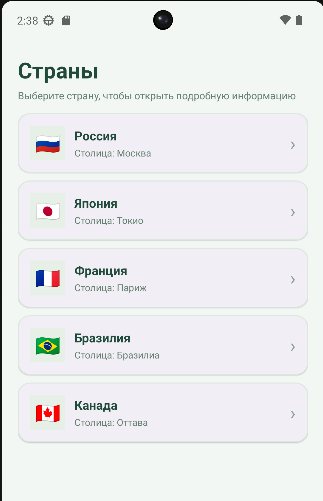 2:38
Страны
Выберите страну, чтобы открыть подробную информацию
Россия
Столица: Москва
Япония
Столица: Токио
Франция
Столица: Париж
Бразилия
Столица: Бразилиа
Канада
Столица: Оттава